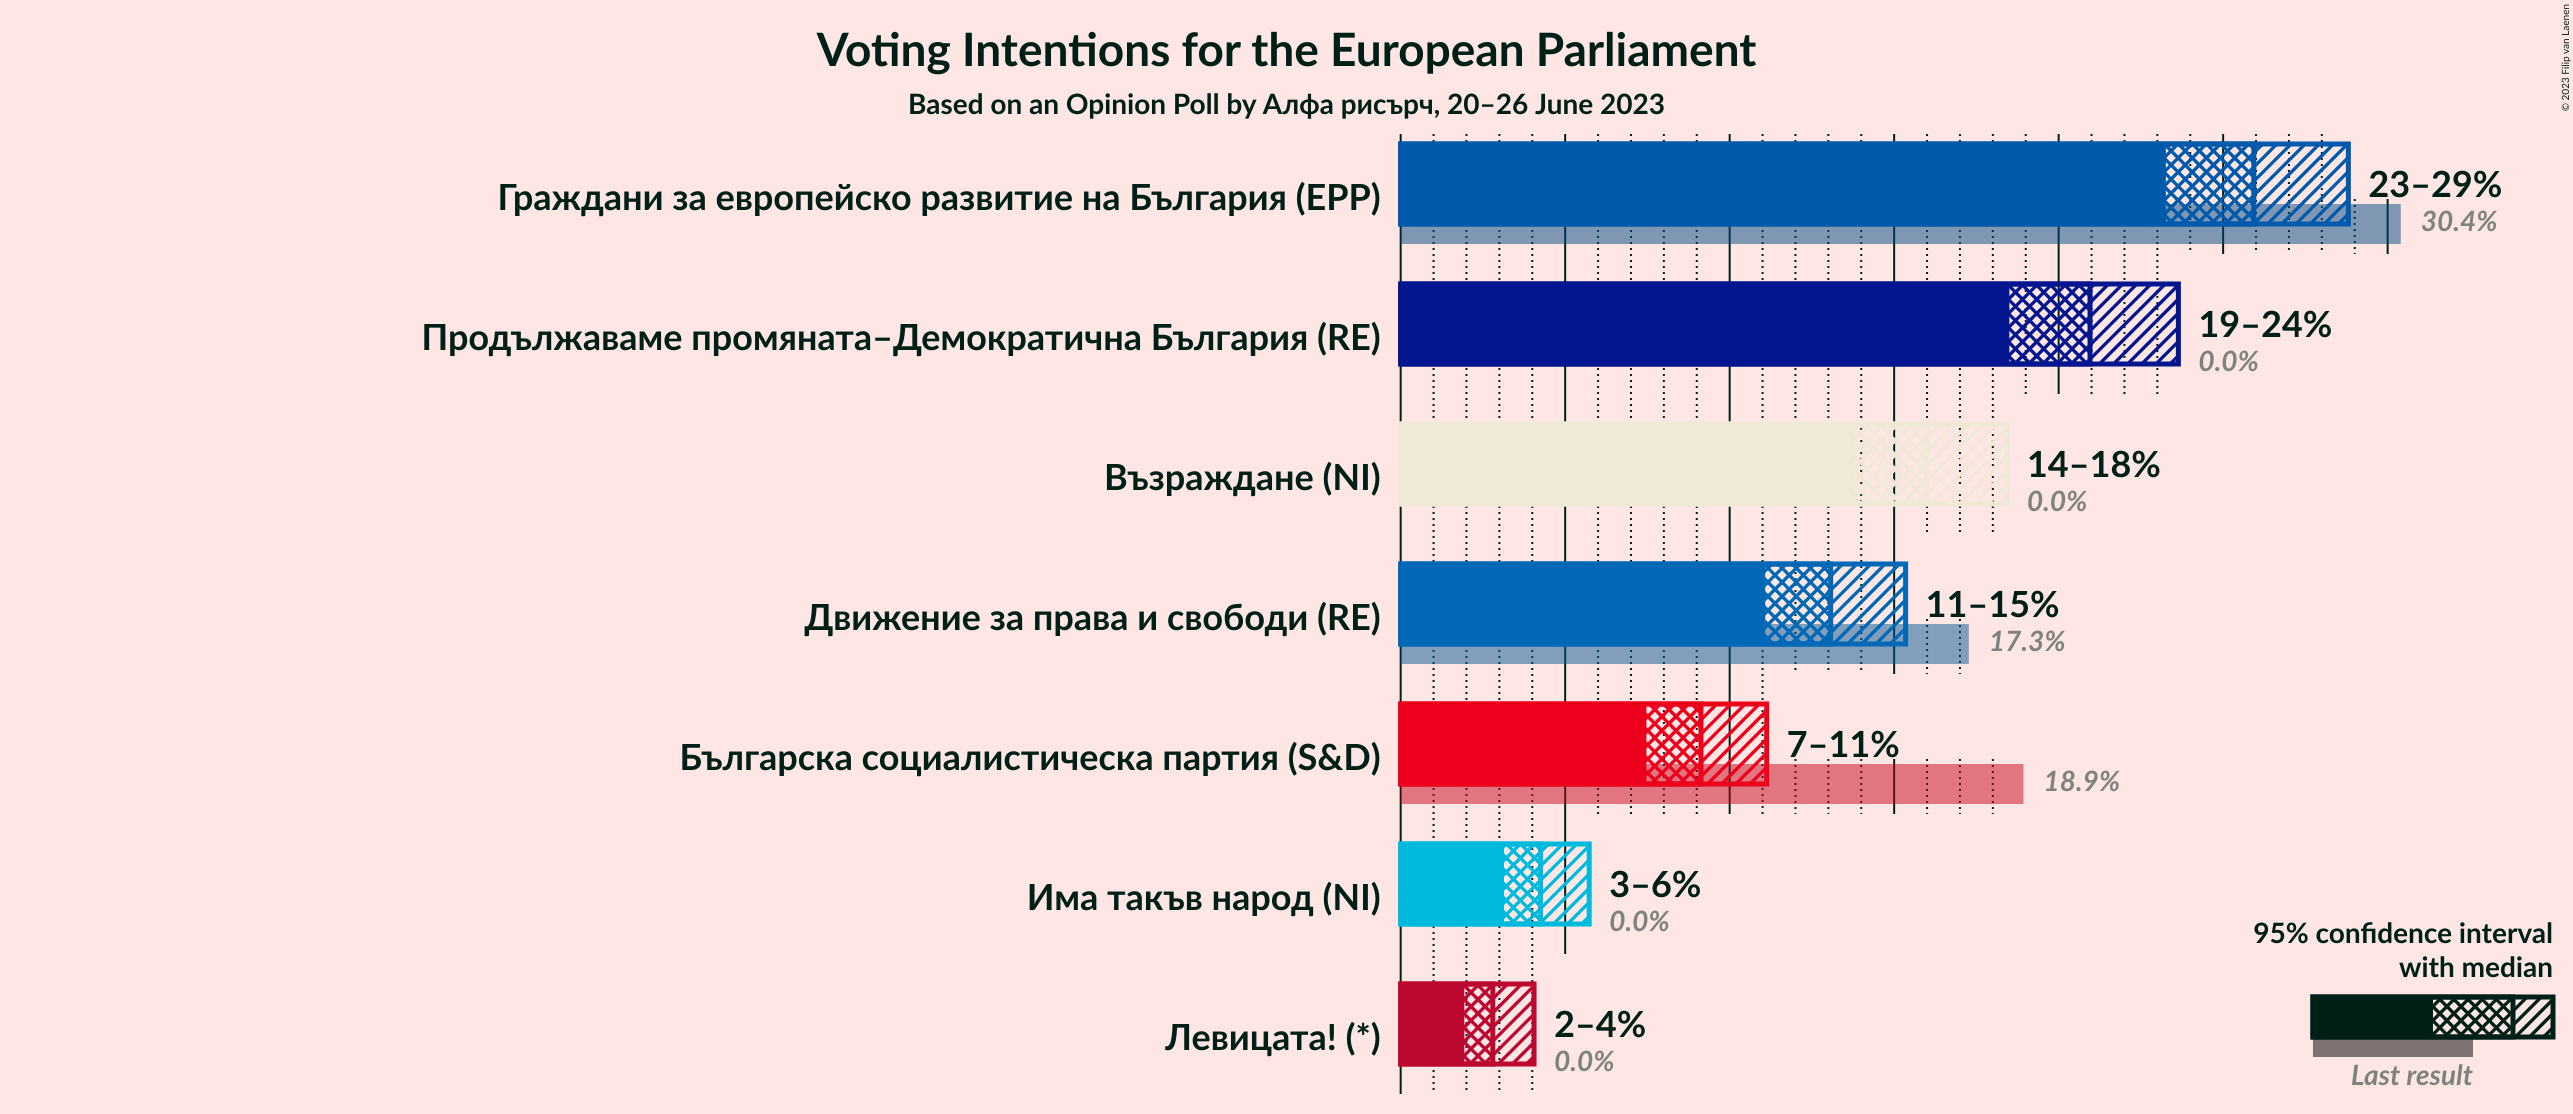 Voting Intentions for the European Parliament
Based on an Opinion Poll by Алфа рисърч, 20–26 June 2023
© 2023 Filip van Laenen
Граждани за европейско развитие на България (EPP)
23–29%
30.4%
Продължаваме промяната–Демократична България (RE)
19–24%
0.0%
Възраждане (NI)
14–18%
0.0%
Движение за права и свободи (RE)
11–15%
17.3%
Българска социалистическа партия (S&D)
7–11%
18.9%
Има такъв народ (NI)
3–6%
0.0%
Левицата! (*)
2–4%
0.0%
95% confidence interval
with median
Last result